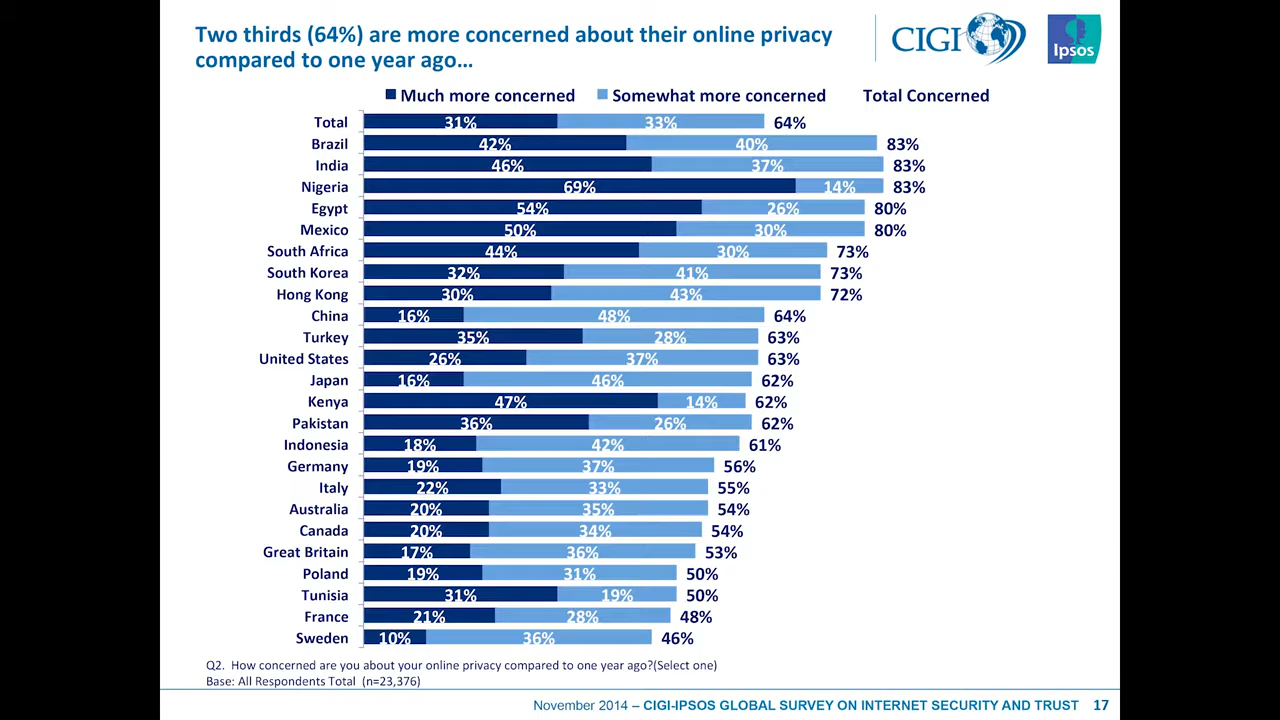 Two thirds (64%) are more concerned about their online privacy
compared to one year ago…
CIGI
Ipsos
Much more concerned Somewhat more concerned Total Concerned
Total 31% 33% 64%
Brazil 42% 40% 83%
India 46% 37% 83%
Nigeria 69% 14% 83%
Egypt 54% 26% 80%
Mexico 50% 30% 80%
South Africa 44% 30% 73%
South Korea 32% 41% 73%
Hong Kong 30% 43% 72%
China 16% 48% 64%
Turkey 35% 28% 63%
United States 26% 37% 63%
Japan 16% 46% 62%
Kenya 47% 14% 62%
Pakistan 36% 26% 62%
Indonesia 18% 42% 61%
Germany 19% 37% 56%
Italy 22% 33% 55%
Australia 20% 35% 54%
Canada 20% 34% 54%
Great Britain 17% 36% 53%
Poland 19% 31% 50%
Tunisia 31% 19% 50%
France 21% 28% 48%
Sweden 10% 36% 46%
Q2. How concerned are you about your online privacy compared to one year ago?(Select one)
Base: All Respondents Total (n=23,376)
November 2014 – CIGI-IPSOS GLOBAL SURVEY ON INTERNET SECURITY AND TRUST 17